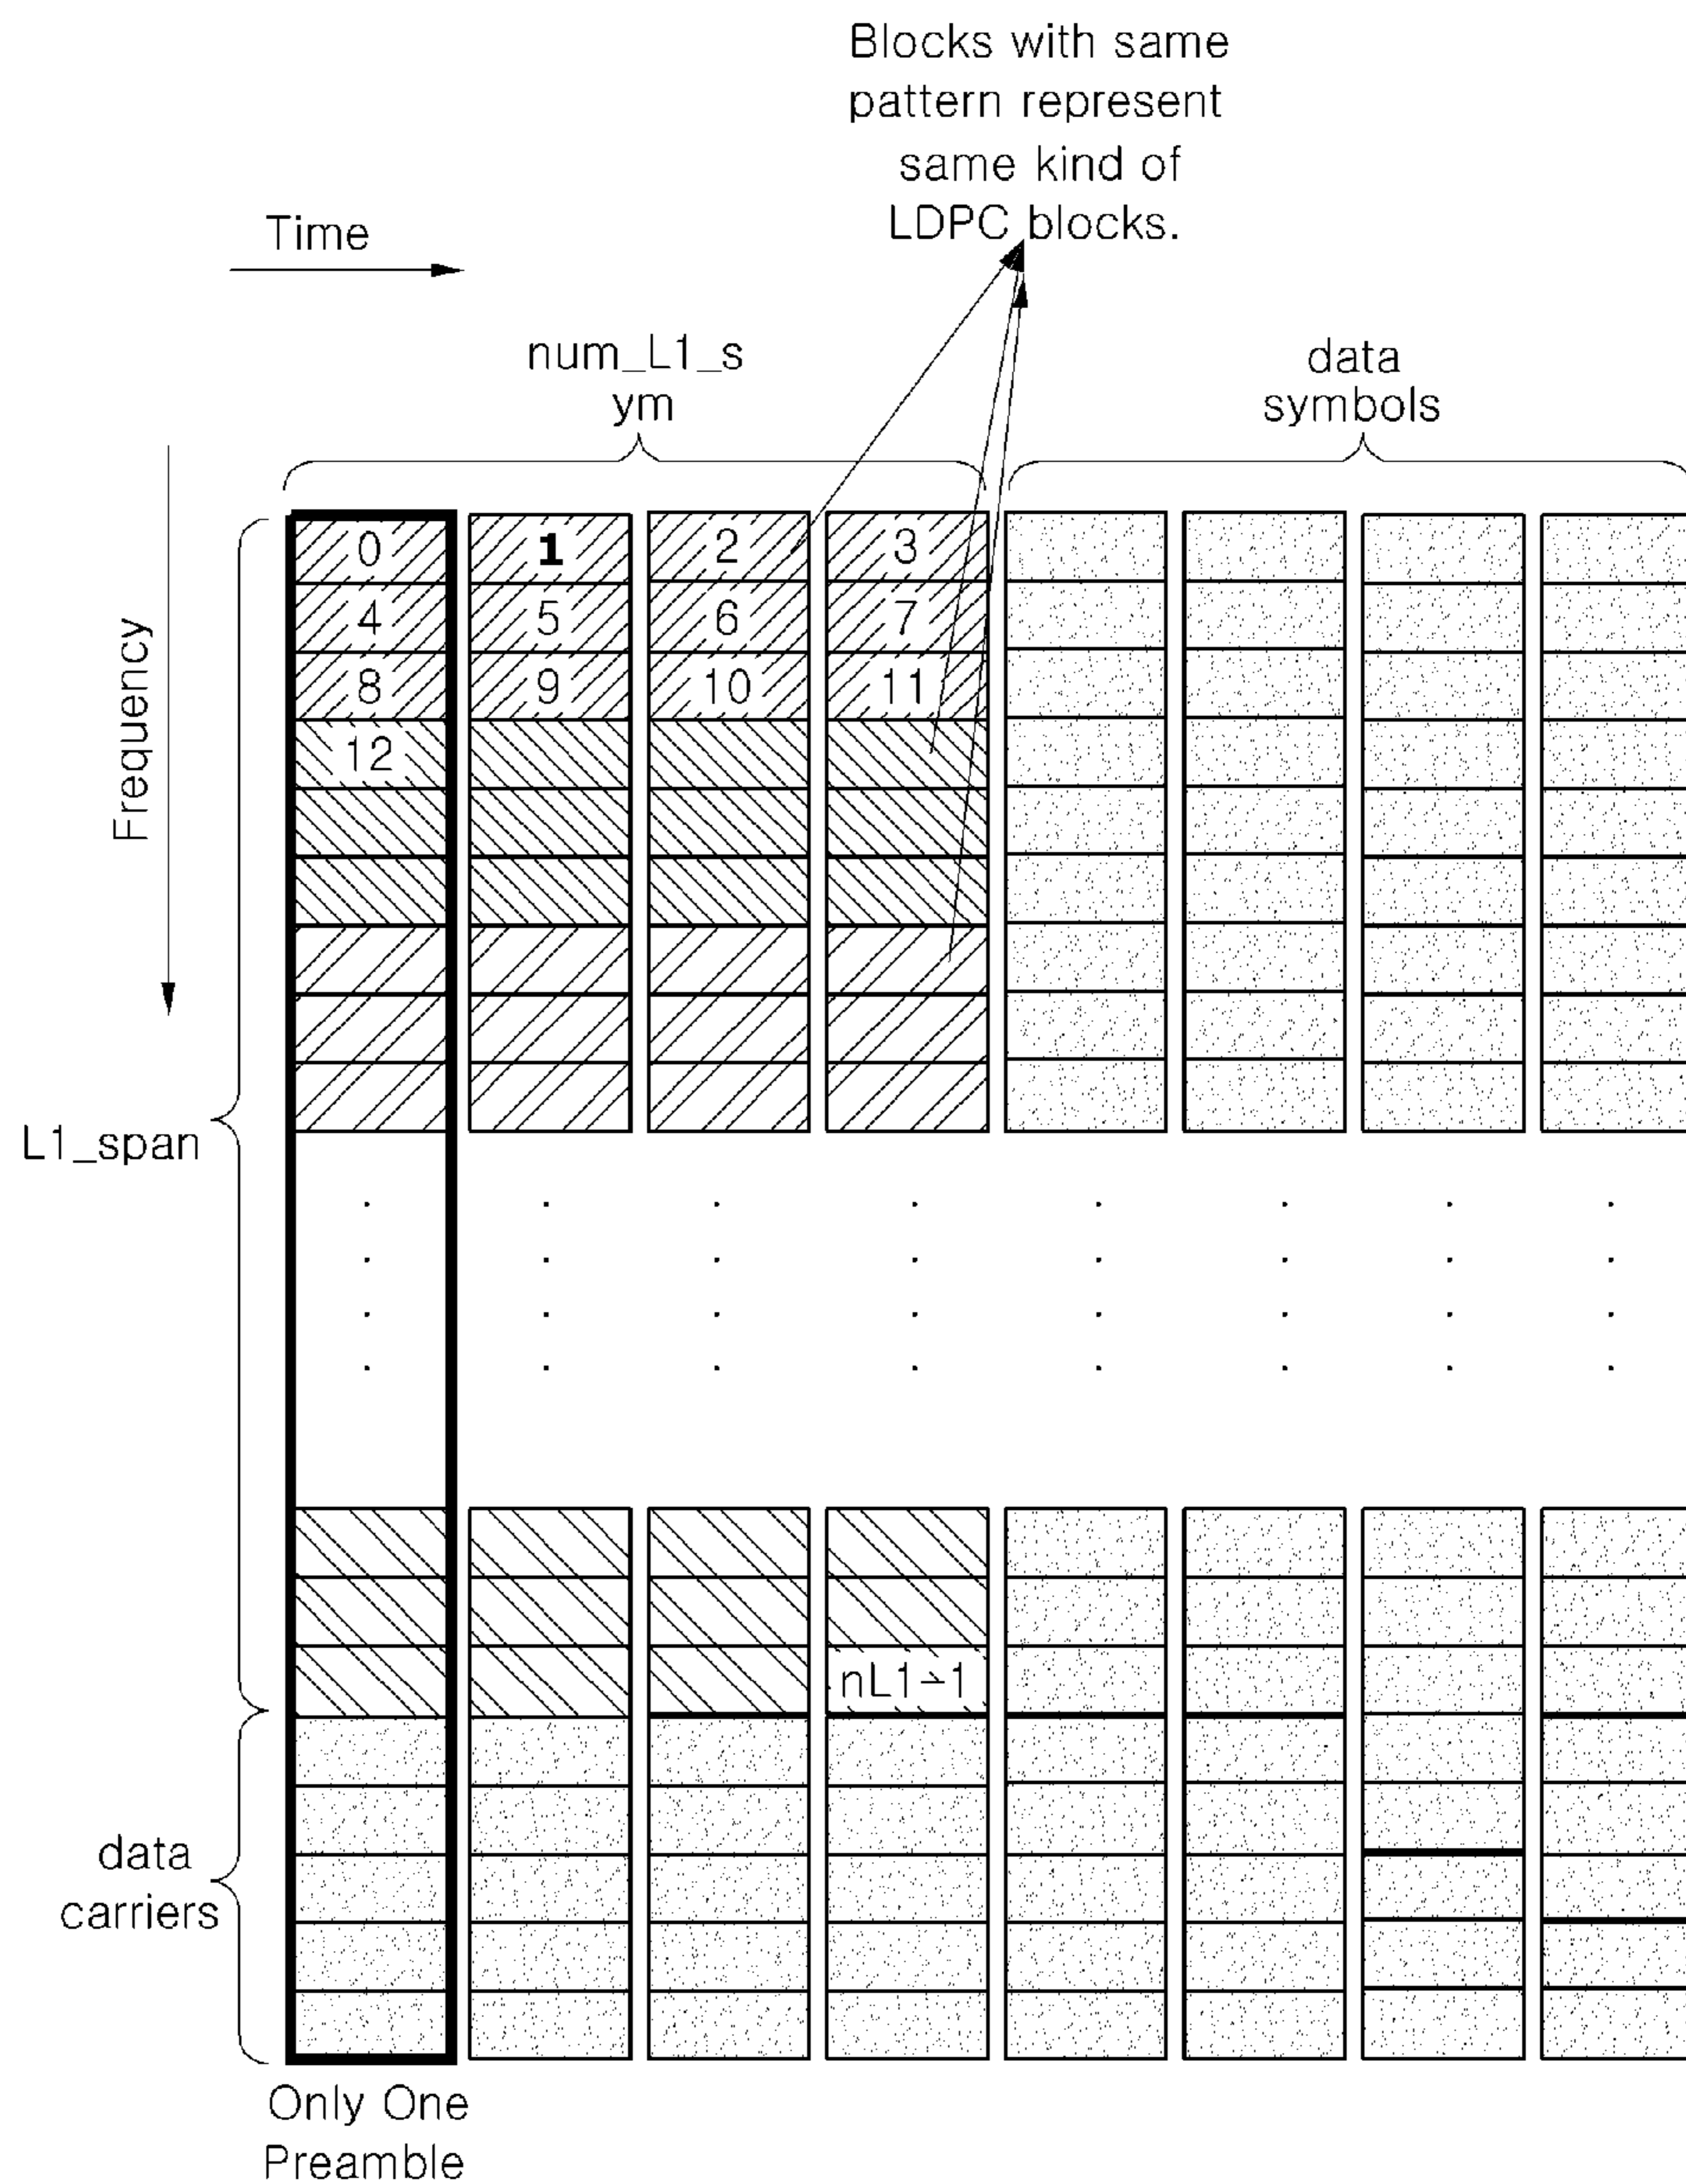 Blocks with same
pattern represent
same kind of
LDPC blocks.
Time
num_L1_s
ym
data
symbols
Frequency
0 1 2 3
4 5 6 7
8 9 10 11
12
L1_span
nL1-1
data
carriers
Only One
Preamble